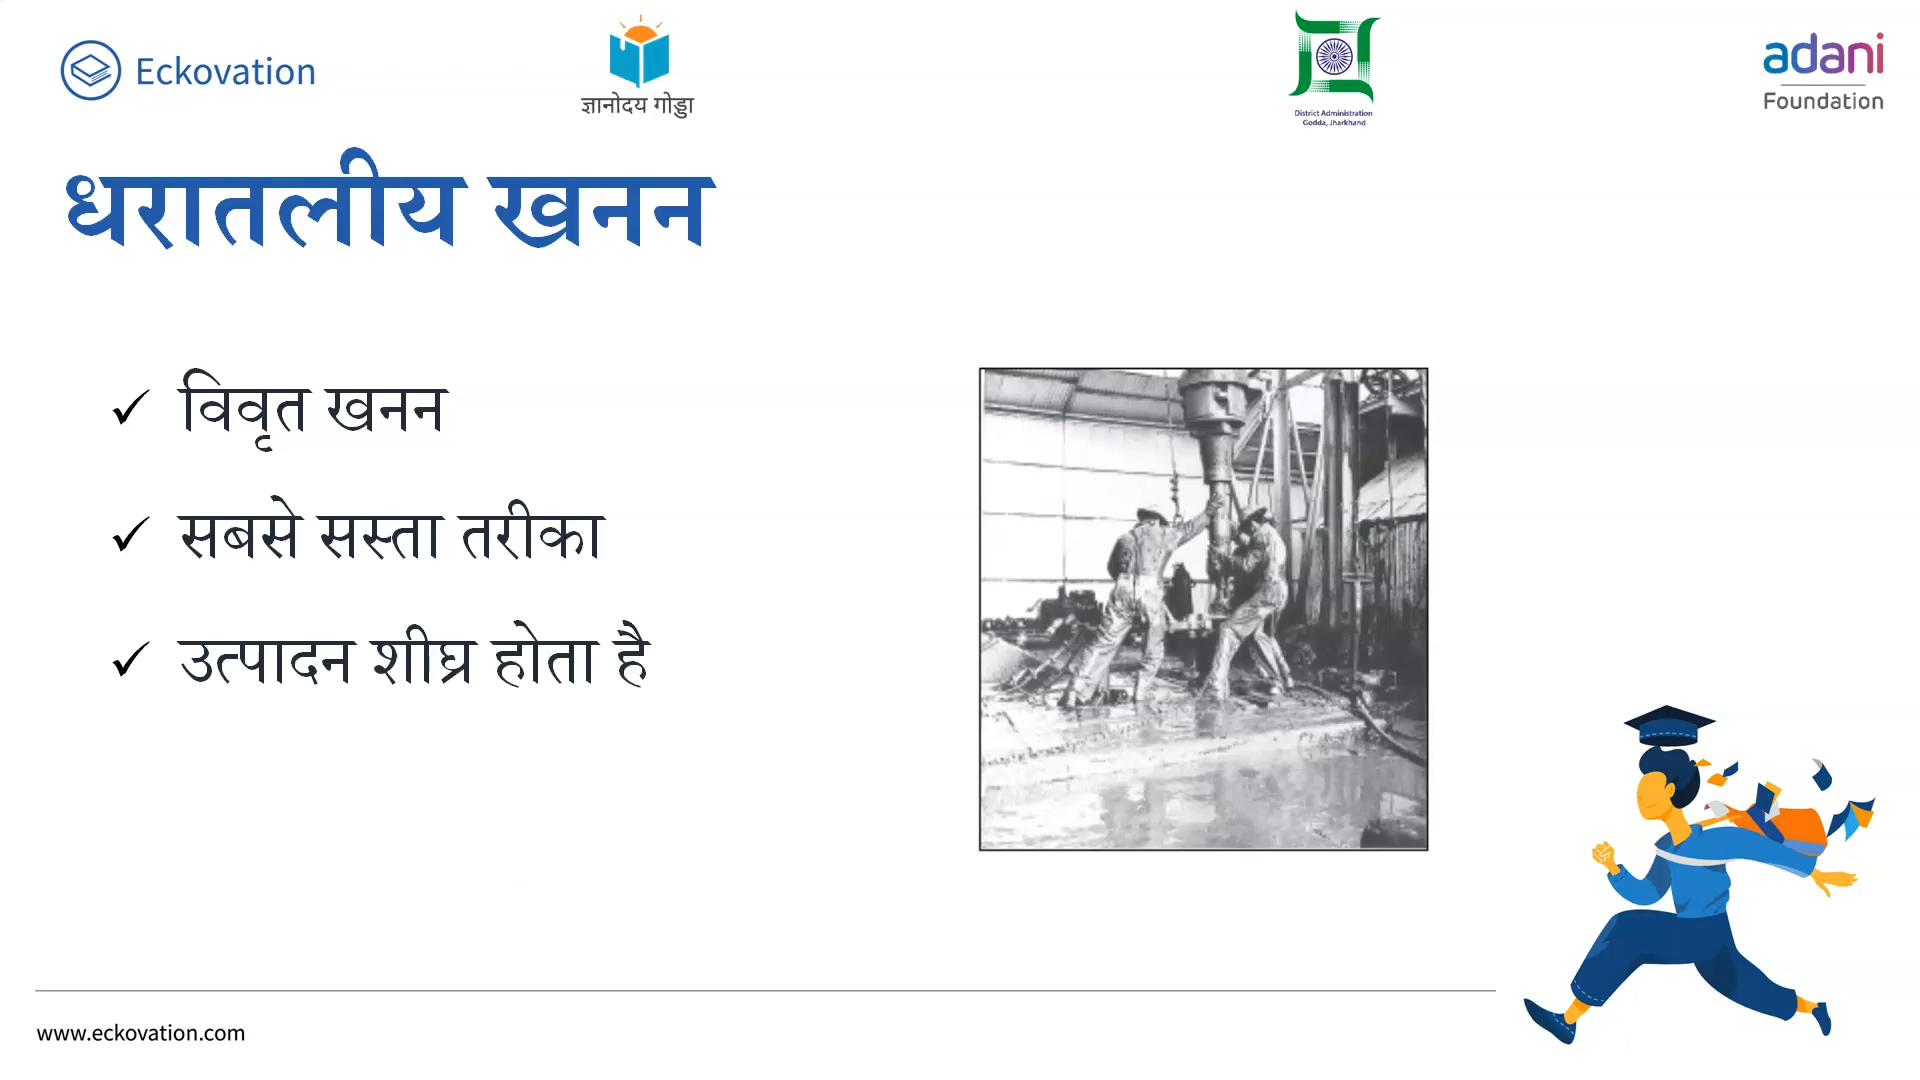 Eckovation
ज्ञानोदय गोड्डा
District Administration
Godda, Jharkhand
adani
Foundation
धरातलीय खनन
✓ विवृत खनन
✓ सबसे सस्ता तरीका
✓ उत्पादन शीघ्र होता है
www.eckovation.com